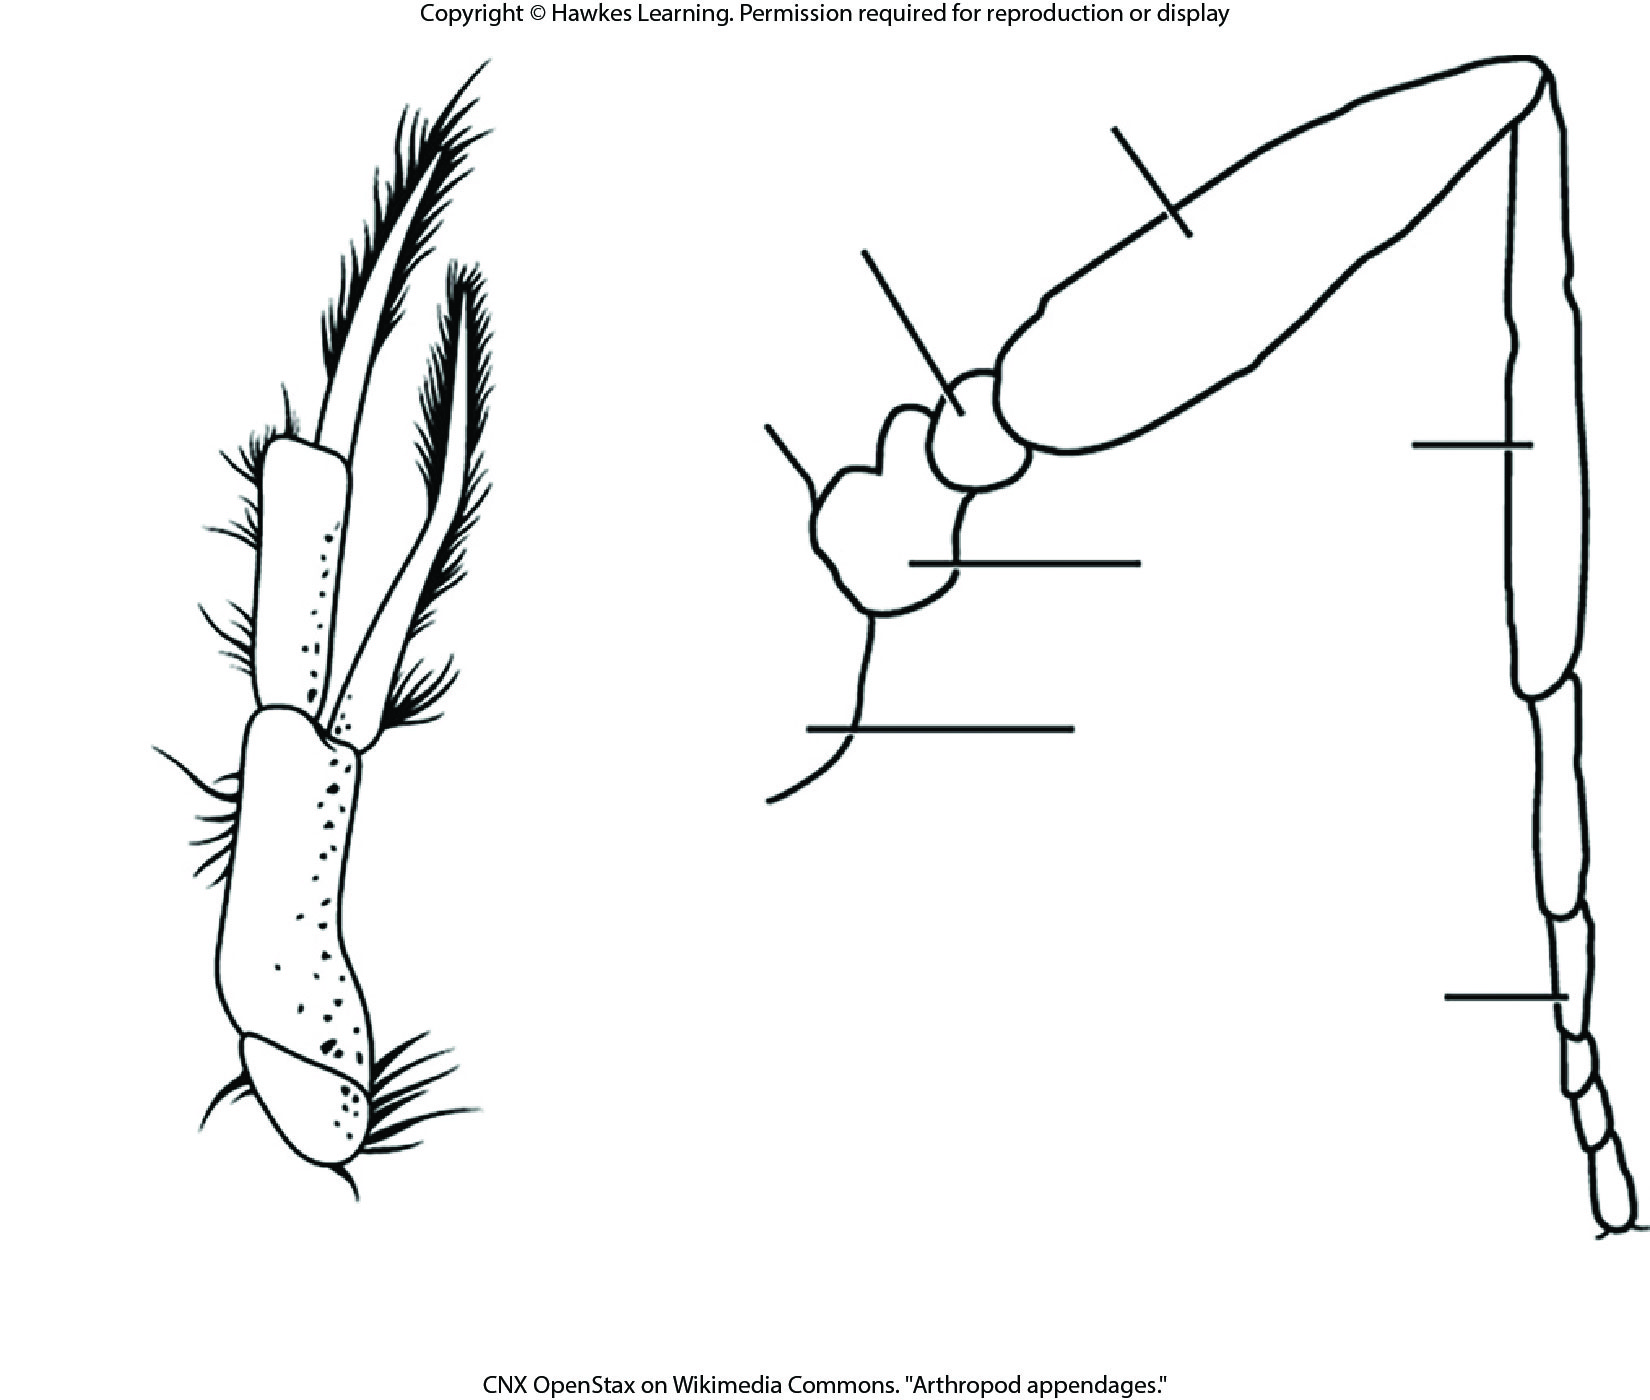 Copyright © Hawkes Learning. Permission required for reproduction or display
CNX OpenStax on Wikimedia Commons. "Arthropod appendages."